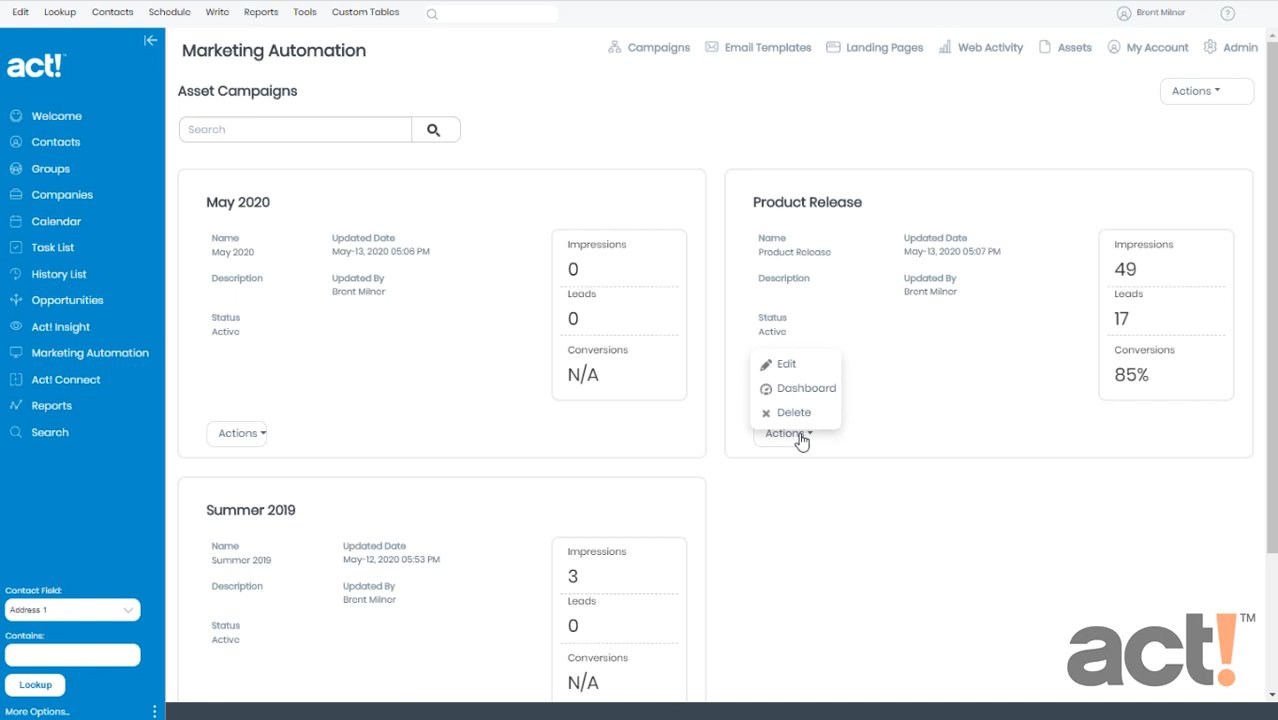 Edit Lookup Contacts Schedule Write Reports Tools Custom Tables Brent Milner ?
act!™
Welcome
Contacts
Groups
Companies
Calendar
Task List
History List
Opportunities
Act! Insight
Marketing Automation
Act! Connect
Reports
Search
Contact Field:
Address 1
Contains:
Lookup
More Options...
Marketing Automation
Campaigns Email Templates Landing Pages Web Activity Assets My Account Admin
Asset Campaigns
Actions
Search
May 2020
Name
May 2020
Updated Date
May-13, 2020 05:06 PM
Description
Updated By
Brent Milner
Status
Active
Impressions
0
Leads
0
Conversions
N/A
Actions
Product Release
Name
Product Release
Updated Date
May-13, 2020 05:07 PM
Description
Updated By
Brent Milner
Status
Active
Impressions
49
Leads
17
Conversions
85%
Edit
Dashboard
Delete
Actions
Summer 2019
Name
Summer 2019
Updated Date
May-12, 2020 05:53 PM
Description
Updated By
Brent Milner
Status
Active
Impressions
3
Leads
0
Conversions
N/A
act!™